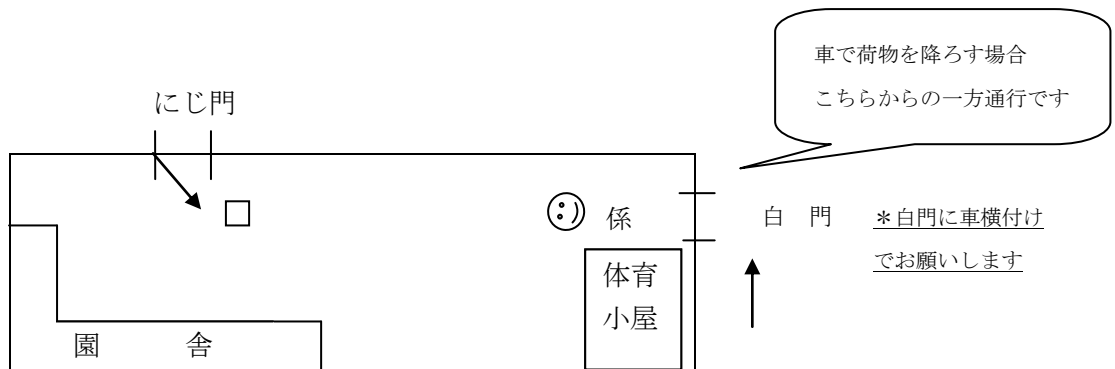 車で荷物を降ろす場合
こちらからの一方通行です
にじ門
係
白 門
＊白門に車横付け
でお願いします
体育
小屋
園 舎